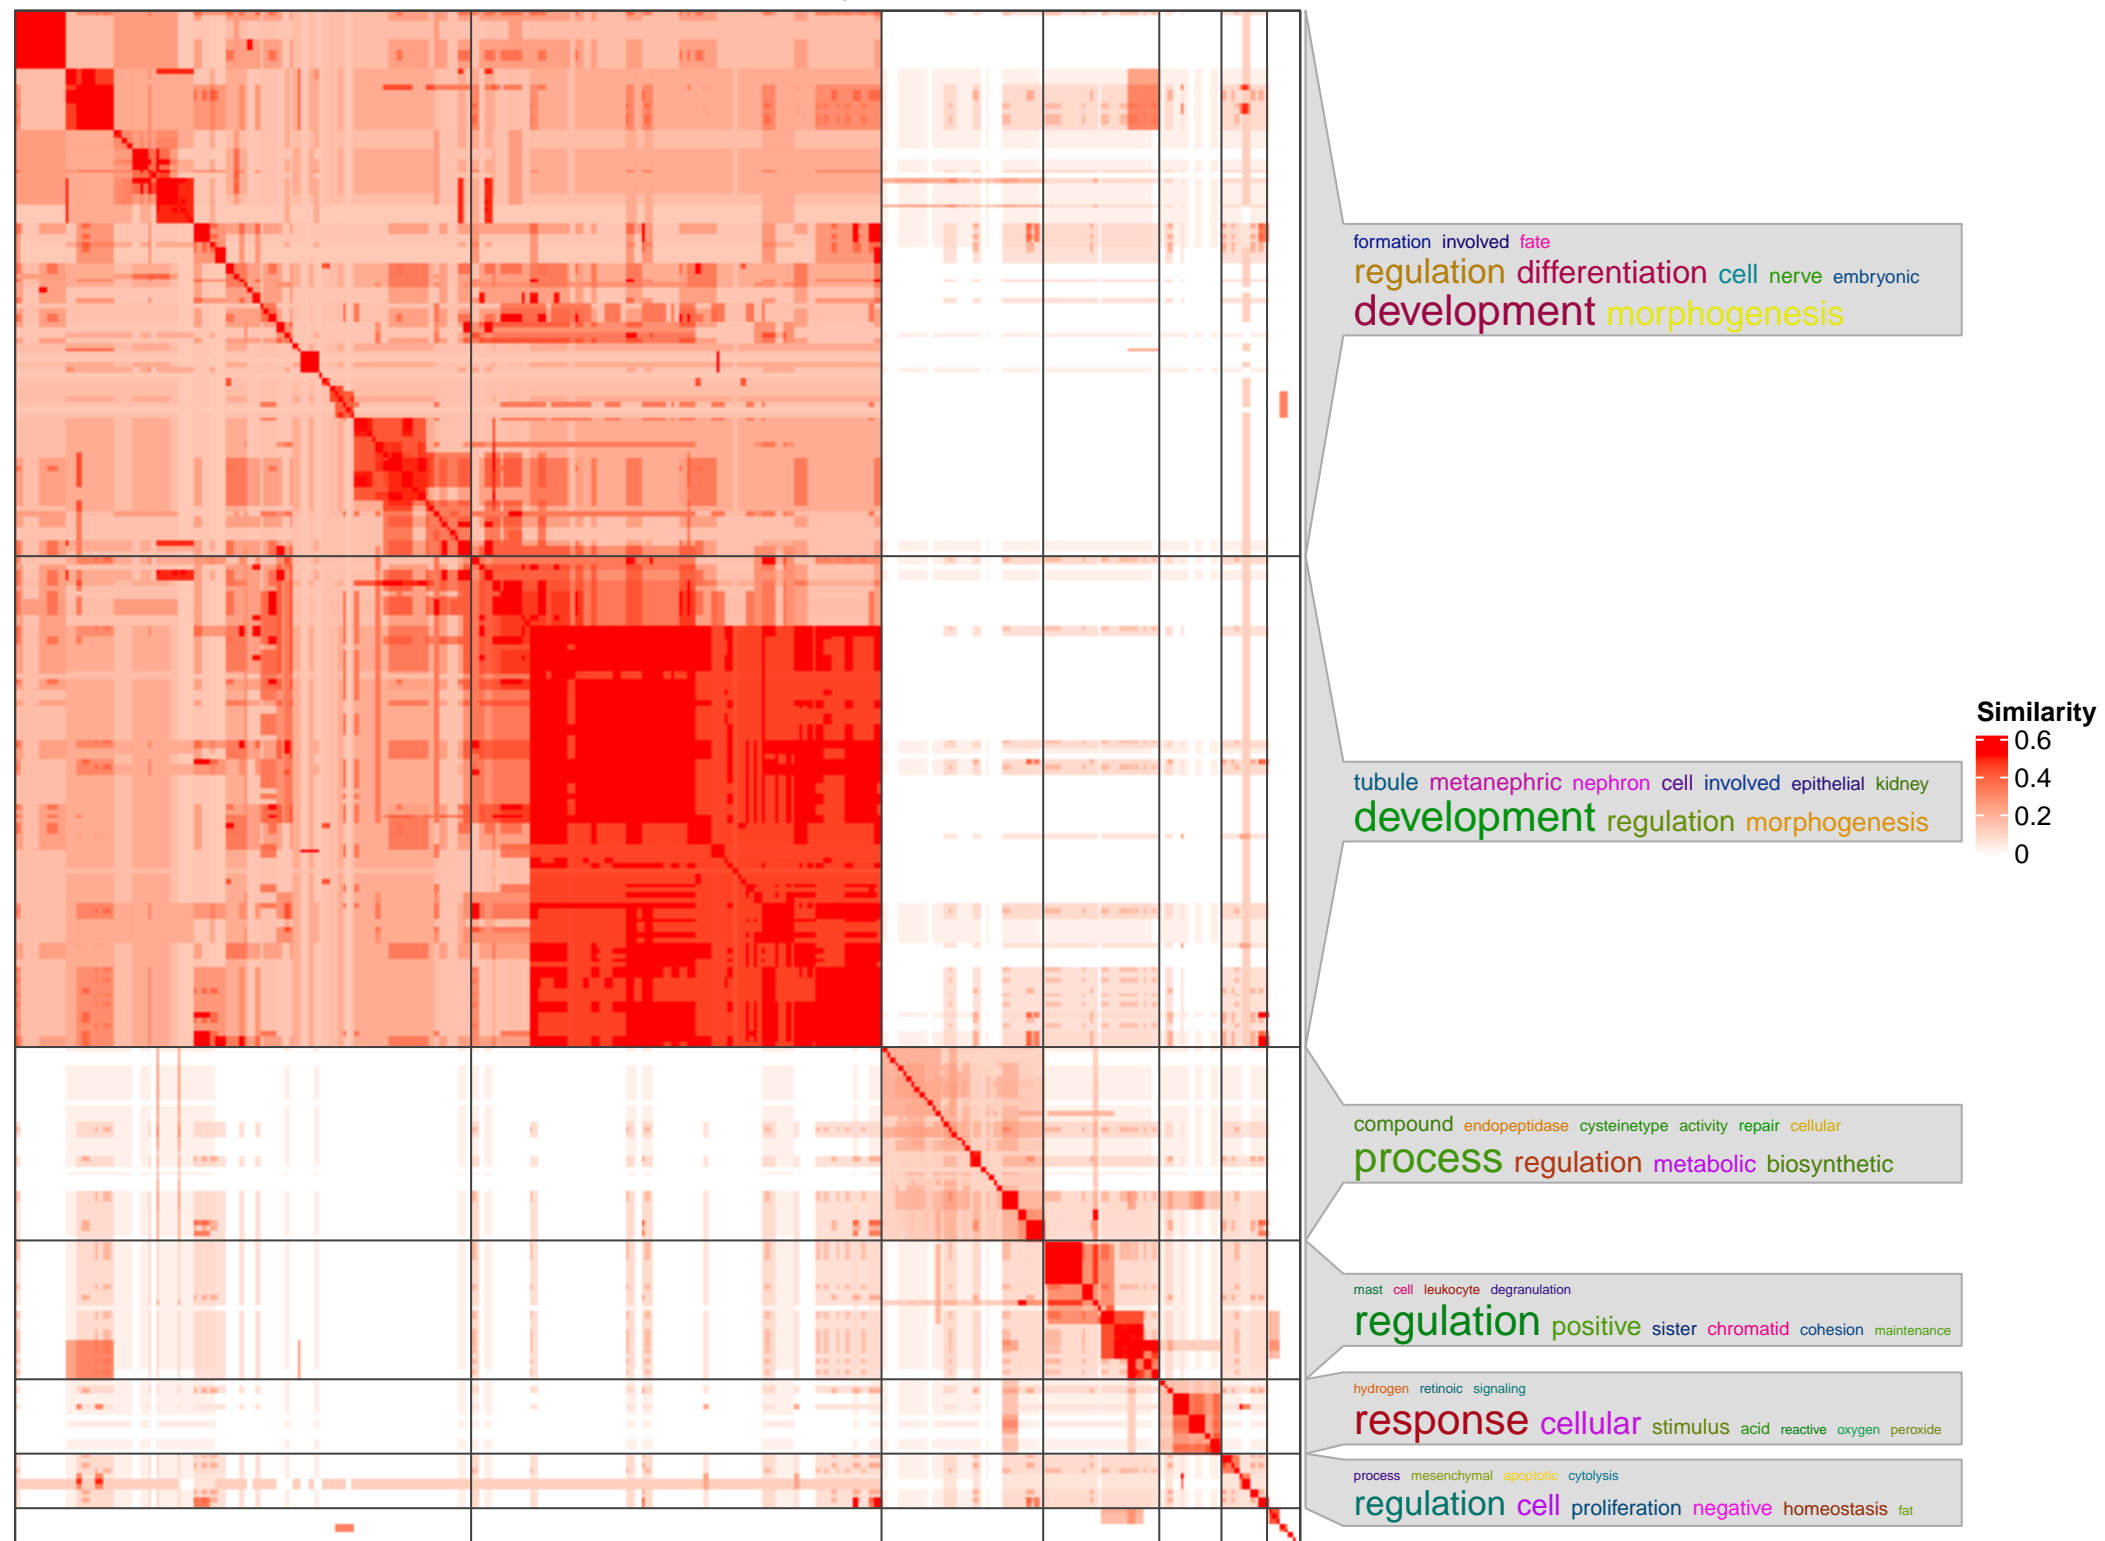 formation involved fate
regulation differentiation cell nerve embryonic
development morphogenesis
Similarity
0.6
0.4
0.2
0
tubule metanephric nephron cell involved epithelial kidney
development regulation morphogenesis
compound endopeptidase cysteinetype activity repair cellular
process regulation metabolic biosynthetic
mast cell leukocyte degranulation
regulation positive sister chromatid cohesion maintenance
hydrogen retinoic signaling
response cellular stimulus acid reactive oxygen peroxide
process mesenchymal apoptotic cytolysis
regulation cell proliferation negative homeostasis fat